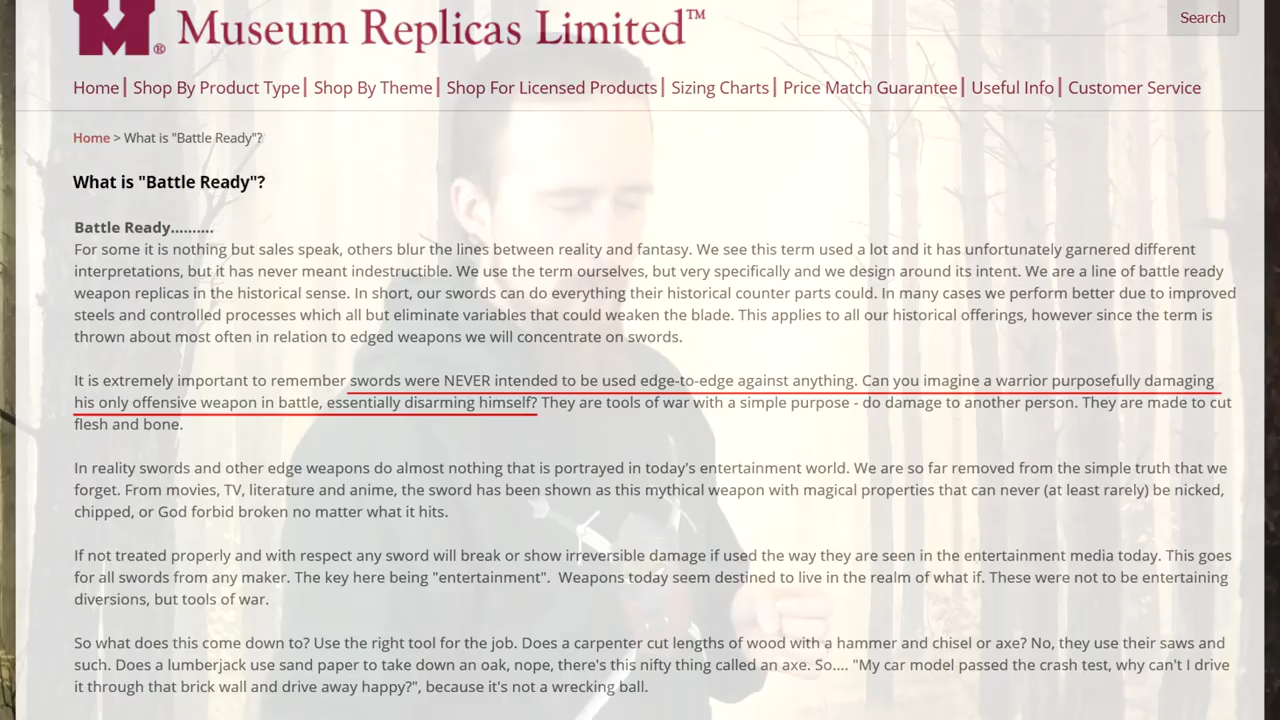 M® Museum Replicas Limited™
Search
Home | Shop By Product Type | Shop By Theme | Shop For Licensed Products | Sizing Charts | Price Match Guarantee | Useful Info | Customer Service
Home > What is "Battle Ready"?
What is "Battle Ready"?
Battle Ready..........
For some it is nothing but sales speak, others blur the lines between reality and fantasy. We see this term used a lot and it has unfortunately garnered different
interpretations, but it has never meant indestructible. We use the term ourselves, but very specifically and we design around its intent. We are a line of battle ready
weapon replicas in the historical sense. In short, our swords can do everything their historical counter parts could. In many cases we perform better due to improved
steels and controlled processes which all but eliminate variables that could weaken the blade. This applies to all our historical offerings, however since the term is
thrown about most often in relation to edged weapons we will concentrate on swords.
It is extremely important to remember swords were NEVER intended to be used edge-to-edge against anything. Can you imagine a warrior purposefully damaging
his only offensive weapon in battle, essentially disarming himself? They are tools of war with a simple purpose - do damage to another person. They are made to cut
flesh and bone.
In reality swords and other edge weapons do almost nothing that is portrayed in today's entertainment world. We are so far removed from the simple truth that we
forget. From movies, TV, literature and anime, the sword has been shown as this mythical weapon with magical properties that can never (at least rarely) be nicked,
chipped, or God forbid broken no matter what it hits.
If not treated properly and with respect any sword will break or show irreversible damage if used the way they are seen in the entertainment media today. This goes
for all swords from any maker. The key here being "entertainment". Weapons today seem destined to live in the realm of what if. These were not to be entertaining
diversions, but tools of war.
So what does this come down to? Use the right tool for the job. Does a carpenter cut lengths of wood with a hammer and chisel or axe? No, they use their saws and
such. Does a lumberjack use sand paper to take down an oak, nope, there's this nifty thing called an axe. So.... "My car model passed the crash test, why can't I drive
it through that brick wall and drive away happy?", because it's not a wrecking ball.